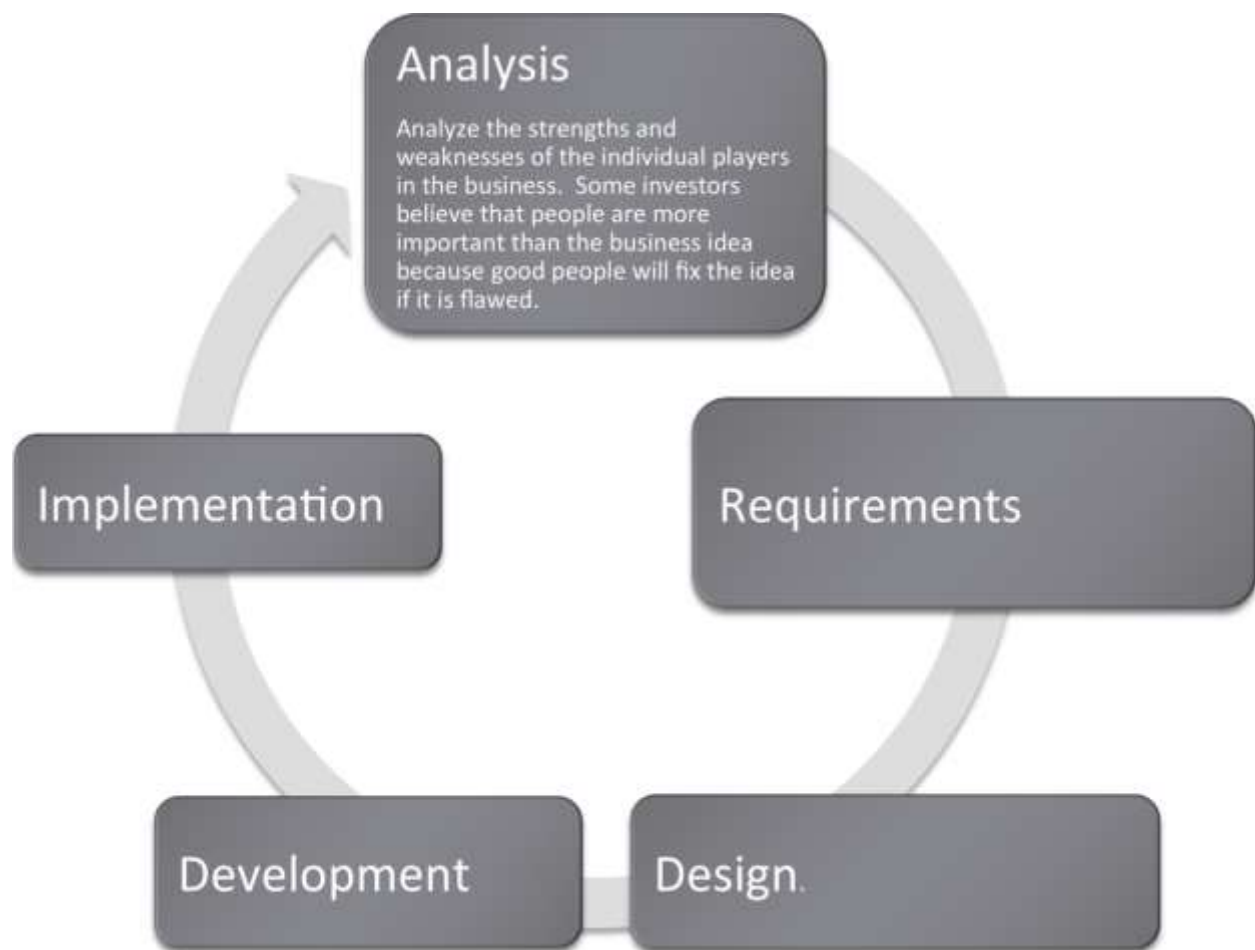 Analysis
Analyze the strengths and
weaknesses of the individual players
in the business.  Some investors
believe that people are more
important than the business idea
because good people will fix the idea
if it is flawed.
Requirements
Design.
Development
Implementation